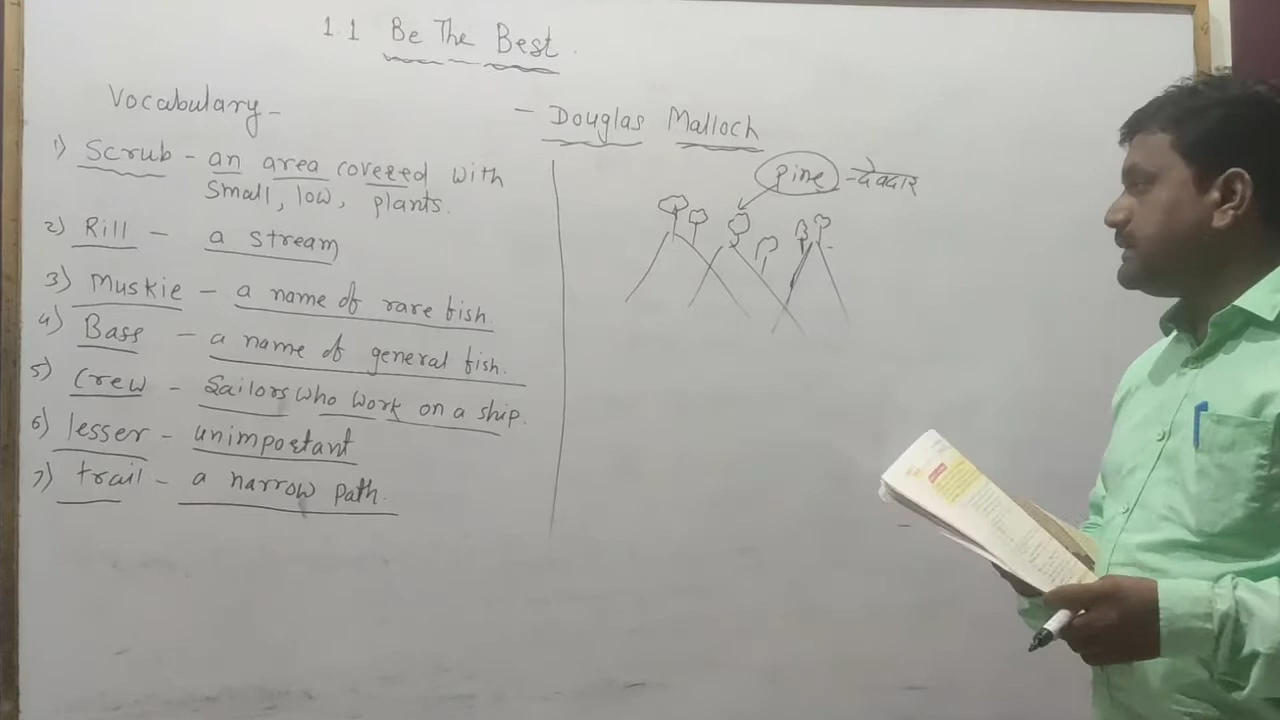 1.1 Be The Best.
- Douglas Malloch
Vocabulary -
1) Scrub - an area covered with
small, low, plants.
2) Rill - a stream
3) Muskie - a name of rare fish.
4) Bass - a name of general fish.
5) Crew - Sailors who work on a ship.
6) lesser - unimportant
7) trail - a narrow path.
pine - देवदार